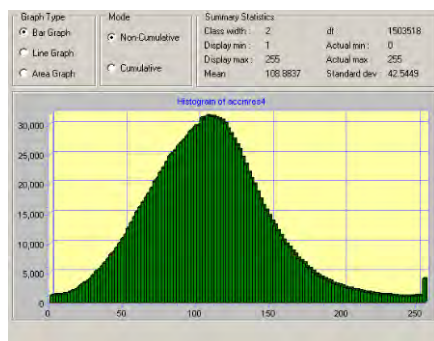 Graph Type
Bar Graph
Line Graph
Area Graph
Mode
Non-Cumulative
Cumulative
Summary Statistics
Class width : 2 df 1503518
Display min : 1 Actual min : 0
Display max : 255 Actual max 255
Mean 108.8837 Standard dev 42.5449
Histogram of accmros4
30,000
25,000
20,000
15,000
10,000
5,000
0
0 50 100 150 200 250